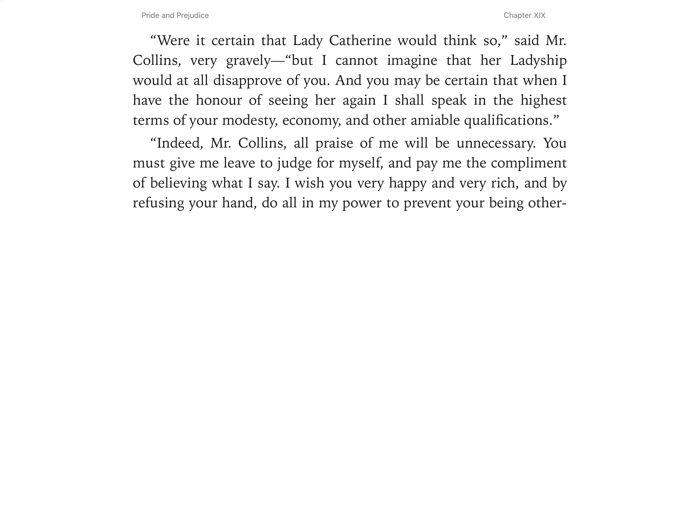 Pride and Prejudice
Chapter XIX
“Were it certain that Lady Catherine would think so,” said Mr.
Collins, very gravely—“but I cannot imagine that her Ladyship
would at all disapprove of you. And you may be certain that when I
have the honour of seeing her again I shall speak in the highest
terms of your modesty, economy, and other amiable qualifications.”
“Indeed, Mr. Collins, all praise of me will be unnecessary. You
must give me leave to judge for myself, and pay me the compliment
of believing what I say. I wish you very happy and very rich, and by
refusing your hand, do all in my power to prevent your being other-